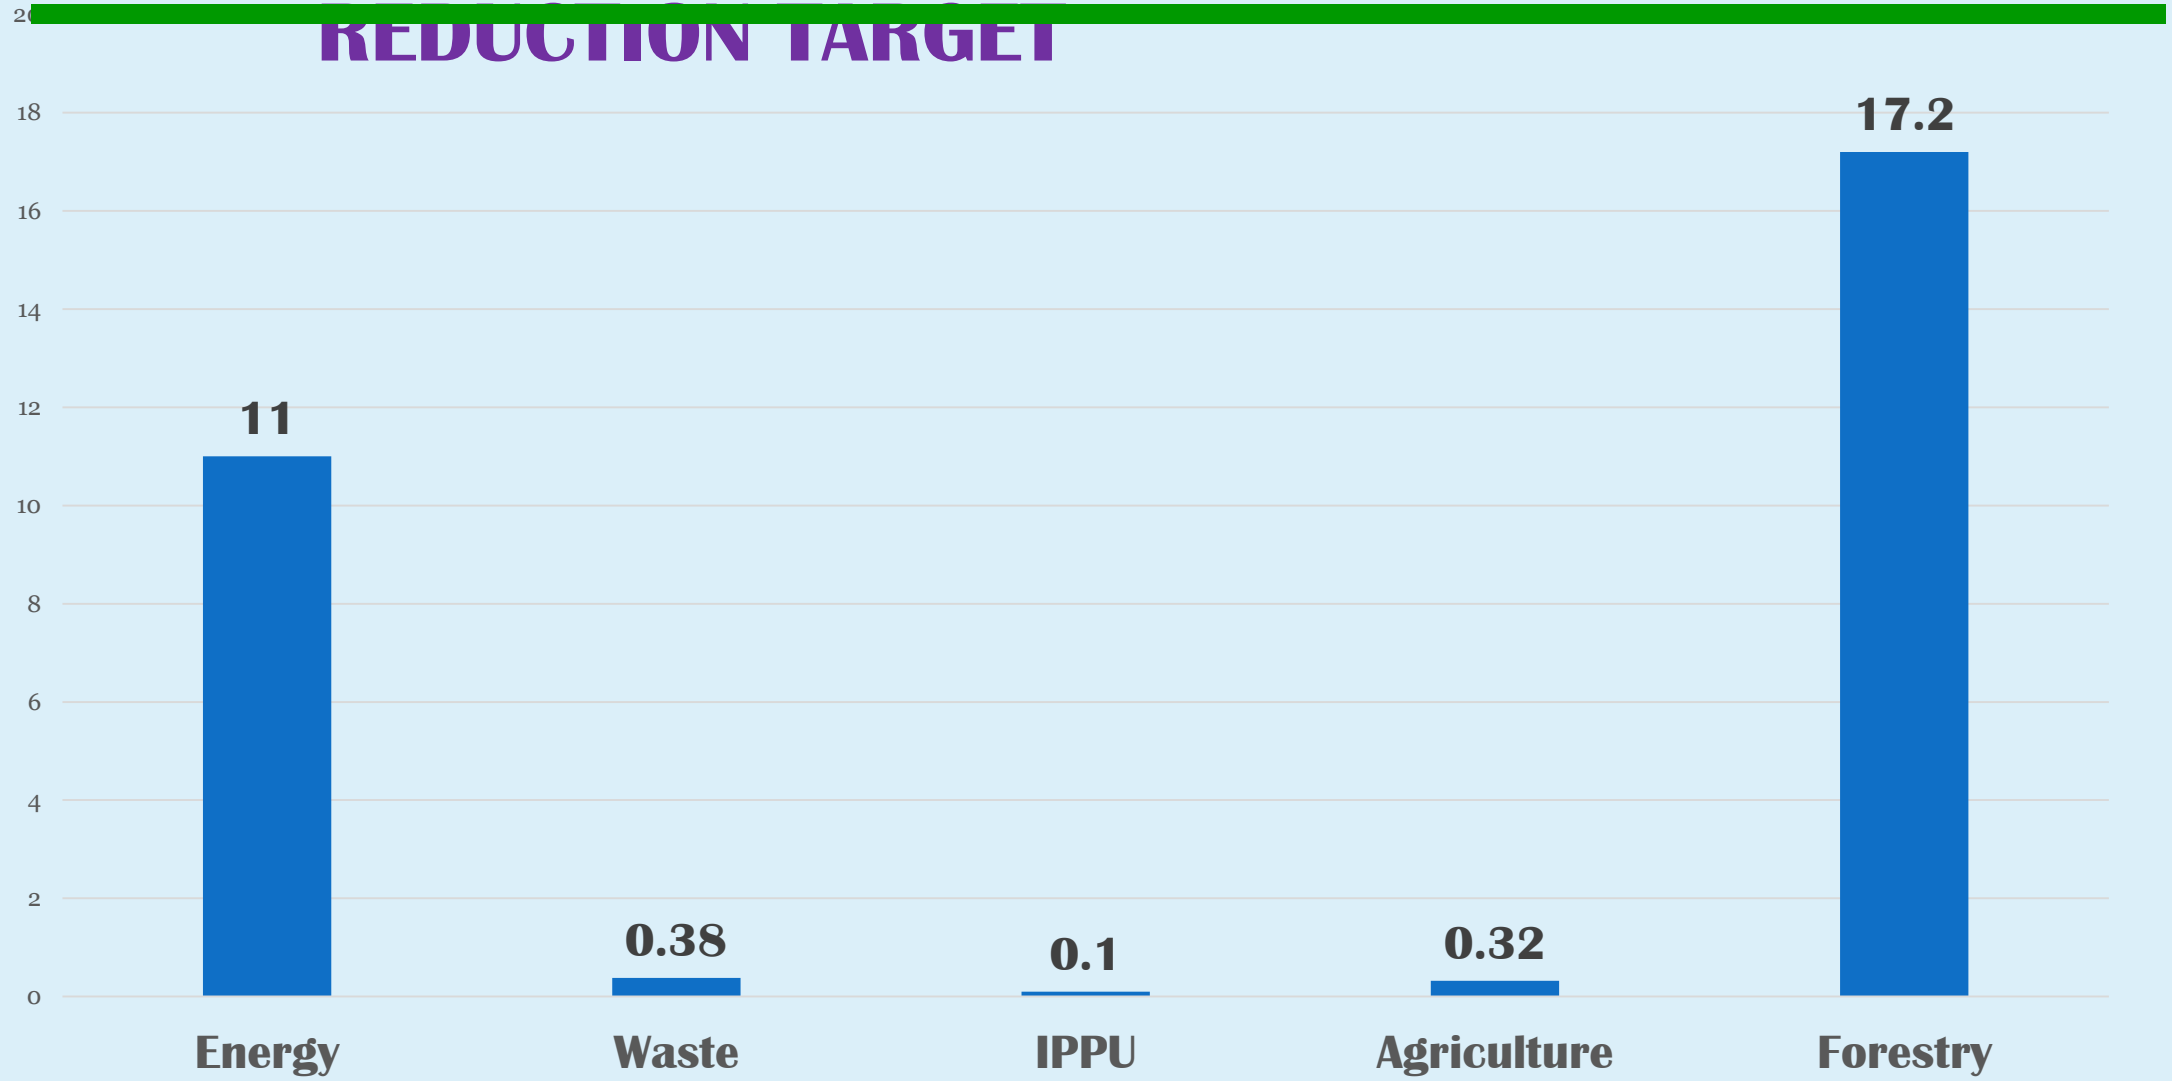 REDUCTION TARGET
18
16
14
12
10
8
6
4
2
0
17.2
11
0.38
0.1
0.32
Energy
Waste
IPPU
Agriculture
Forestry